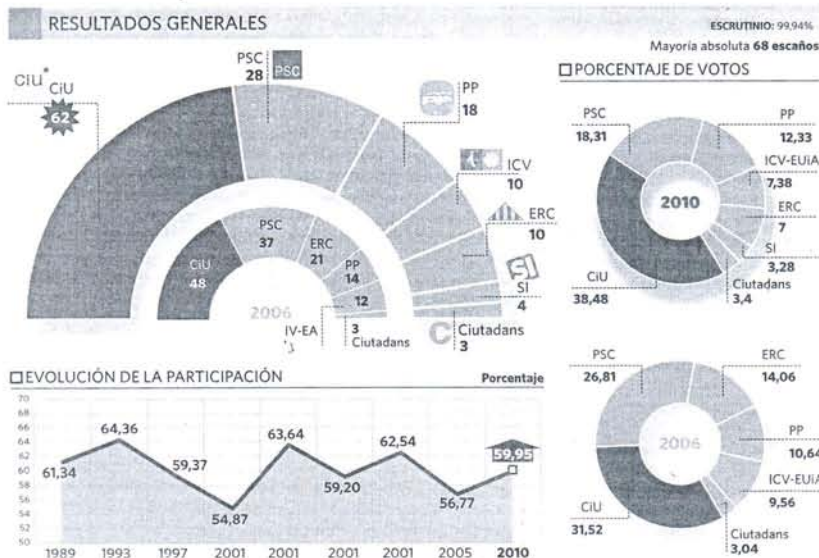 RESULTADOS GENERALES
ESCRUTINIO: 99,94%
Mayoría absoluta 68 escaños
ciu*
CiU
62
PSC
28
PSC
PP
18
ICV
10
ERC
10
SI
SI
4
C
Ciutadans
3
CiU
48
PSC
37
ERC
21
PP
14
12
IV-EA
3
Ciutadans
2006
PORCENTAJE DE VOTOS
PSC
18,31
PP
12,33
ICV-EUiA
7,38
ERC
7
SI
3,28
Ciutadans
3,4
CiU
38,48
2010
PSC
26,81
ERC
14,06
PP
10,64
ICV-EUiA
9,56
Ciutadans
3,04
CiU
31,52
2006
EVOLUCIÓN DE LA PARTICIPACIÓN
Porcentaje
70
68
66
64
62
60
58
56
54
52
50
61,34
64,36
59,37
54,87
63,64
59,20
62,54
56,77
59,95
1989 1993 1997 2001 2001 2001 2001 2005 2010